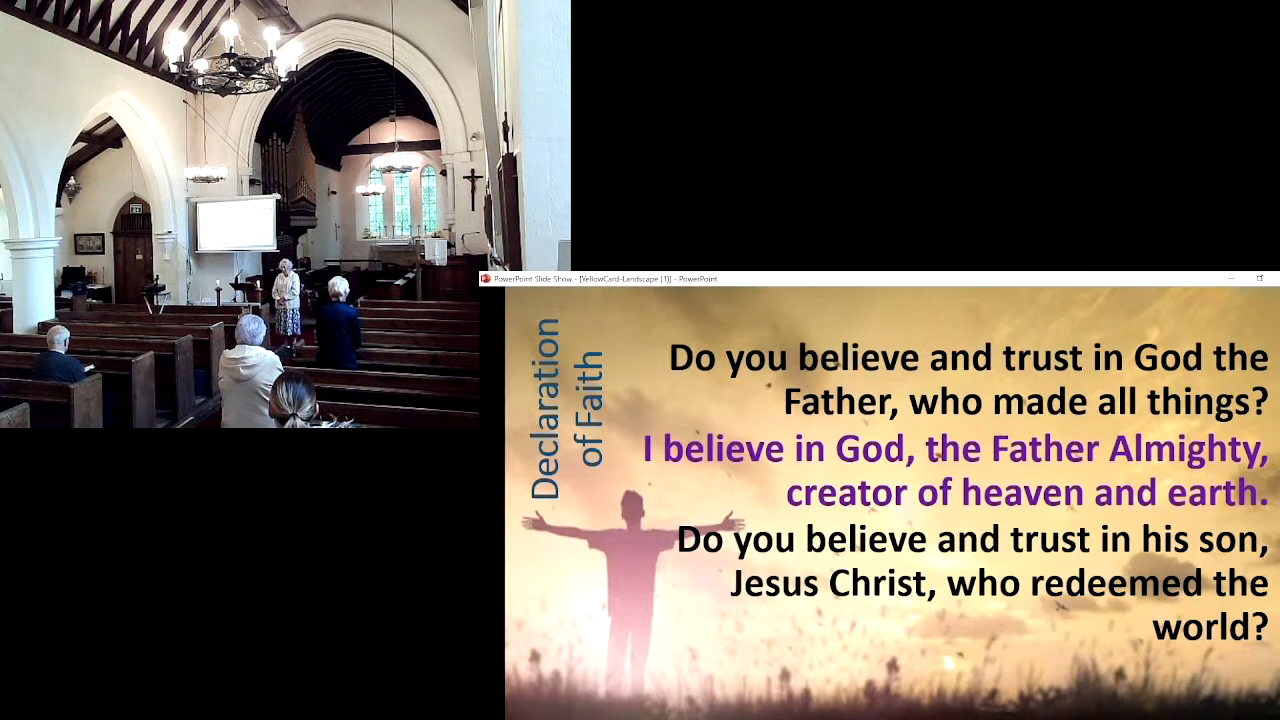 PowerPoint Slide Show - [YellowCard-Landscape (1)] - PowerPoint
Declaration
of Faith
Do you believe and trust in God the
Father, who made all things?
I believe in God, the Father Almighty,
creator of heaven and earth.
Do you believe and trust in his son,
Jesus Christ, who redeemed the
world?